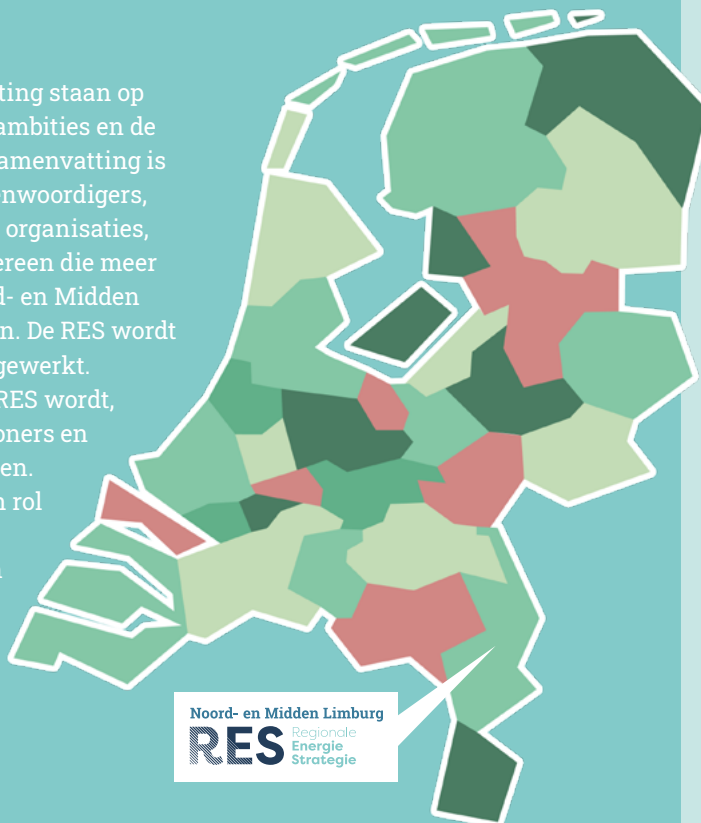 ting staan op
ambities en de
amenvatting is
enwoordigers,
organisaties,
ereen die meer
d- en Midden
n. De RES wordt
gewerkt.
RES wordt,
oners en
en.
n rol
Noord- en Midden Limburg
RES Regionale
Energie
Strategie